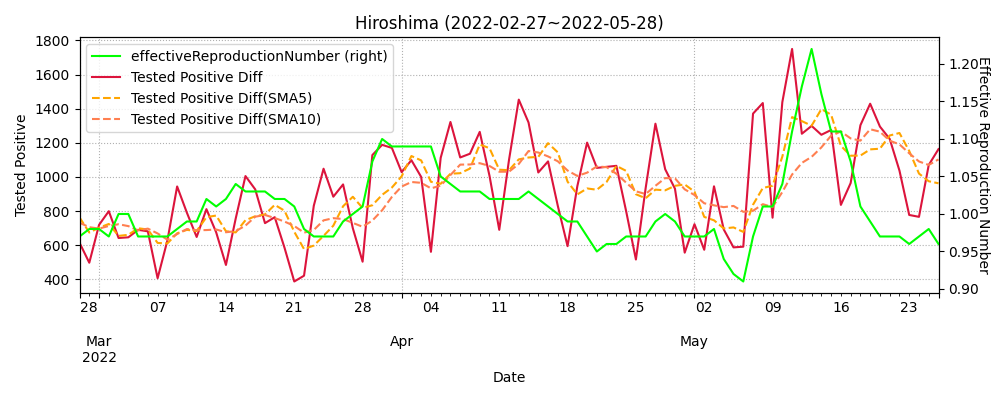 Hiroshima (2022-02-27~2022-05-28)
effectiveReproductionNumber (right)
Tested Positive Diff
Tested Positive Diff(SMA5)
Tested Positive Diff(SMA10)
Tested Positive
1800
1600
1400
1200
1000
800
600
400
Effective Reproduction Number
1.20
1.15
1.10
1.05
1.00
0.95
0.90
28 07 14 21 28 04 11 18 25 02 09 16 23
Mar Apr May
2022
Date